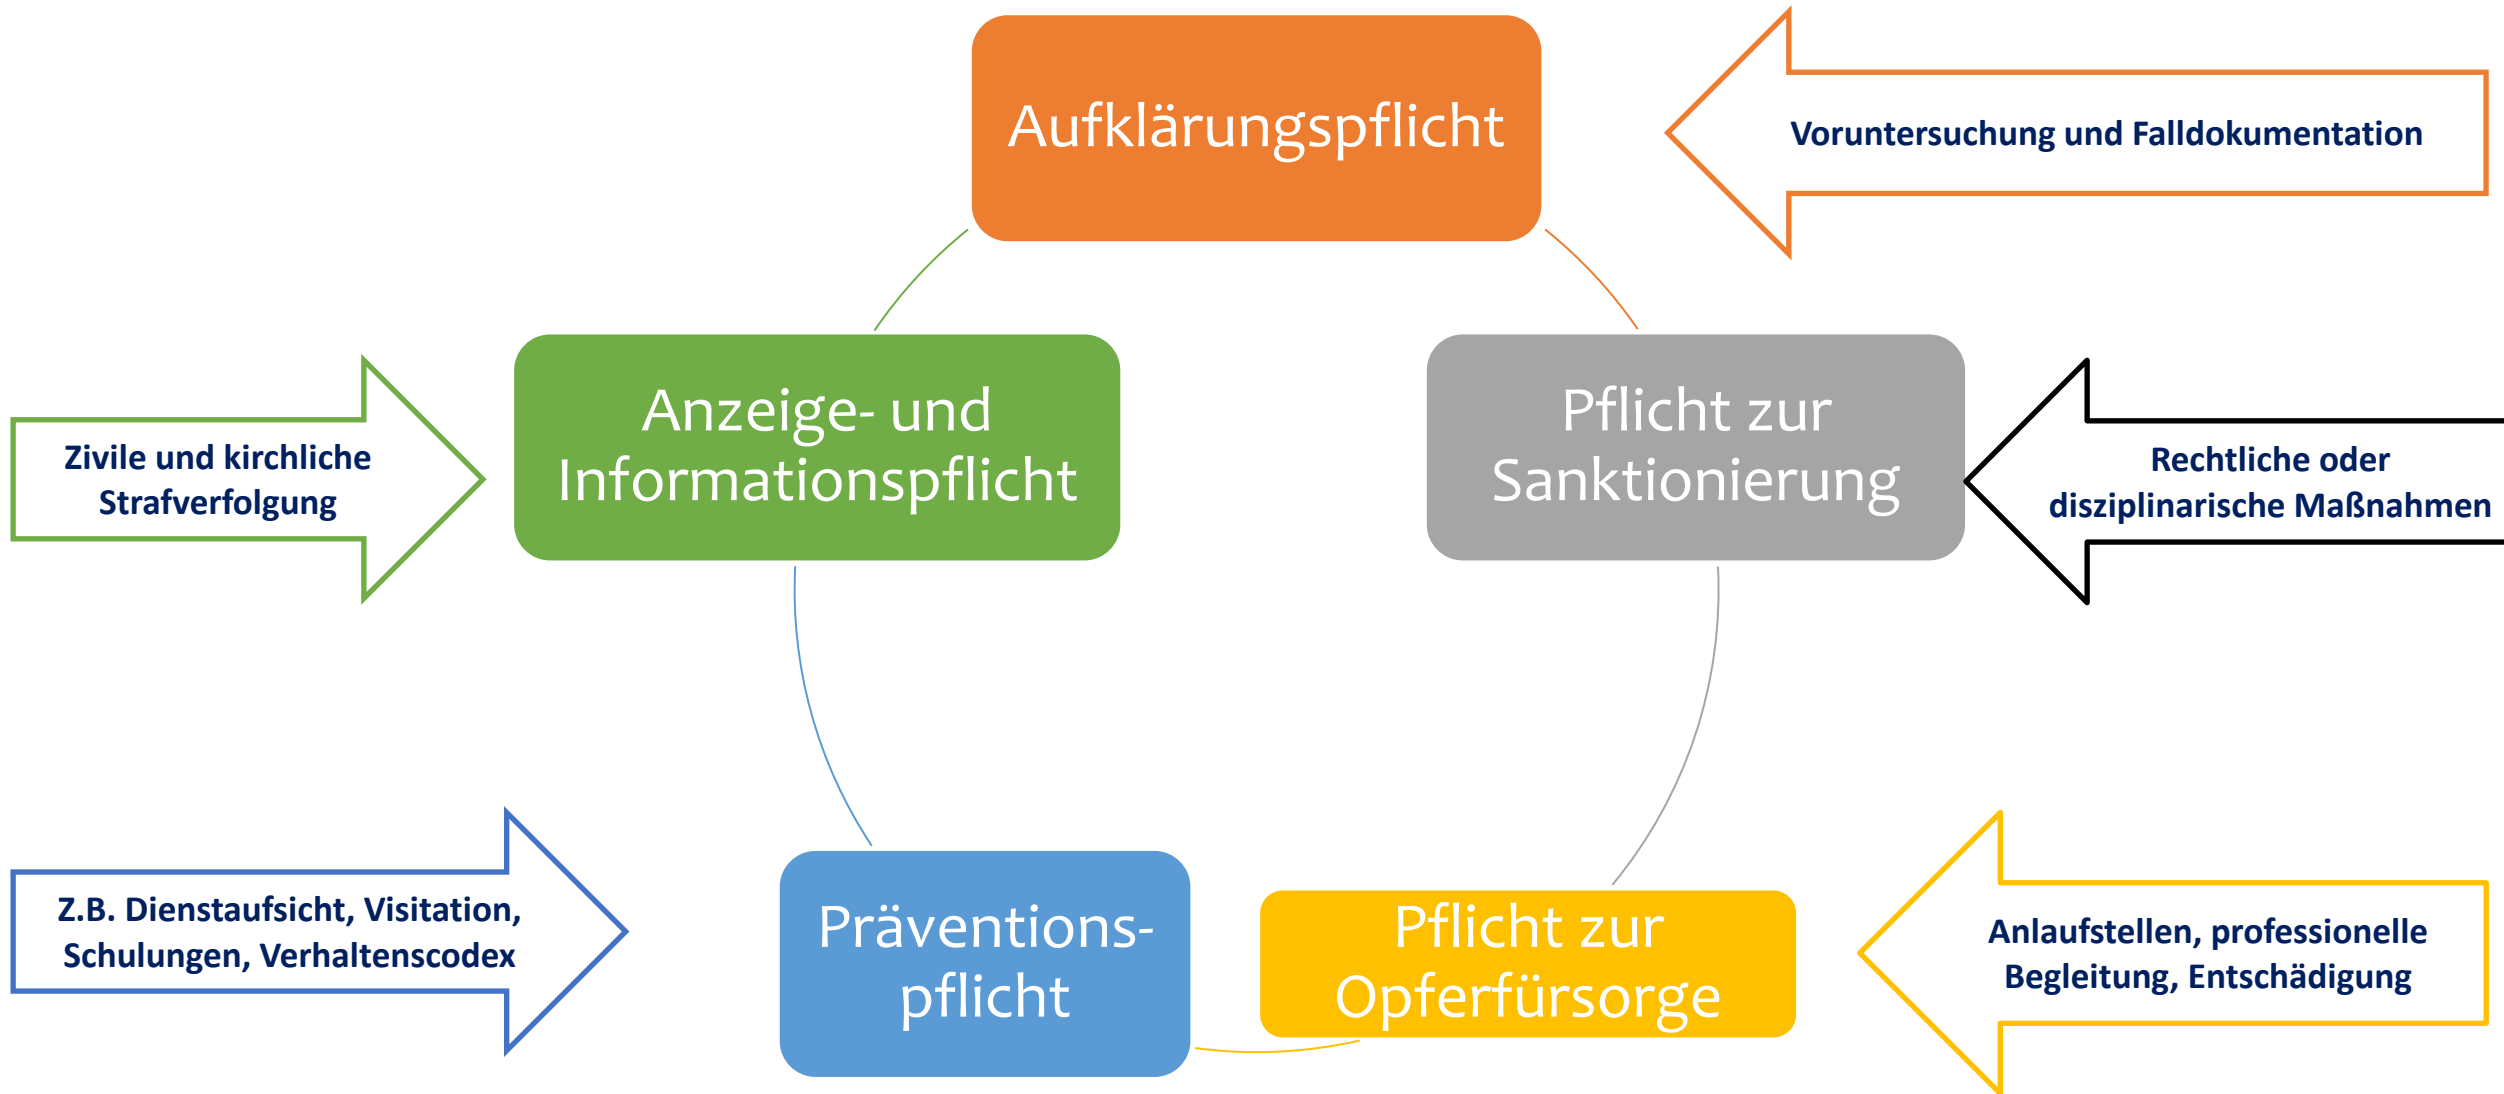 Aufklärungspflicht
Voruntersuchung und Falldokumentation
Anzeige- und
Informationspflicht
Zivile und kirchliche
Strafverfolgung
Pflicht zur
Sanktionierung
Rechtliche oder
disziplinarische Maßnahmen
Z.B. Dienstaufsicht, Visitation,
Schulungen, Verhaltenscodex
Präventions-
pflicht
Pflicht zur
Opferfürsorge
Anlaufstellen, professionelle
Begleitung, Entschädigung